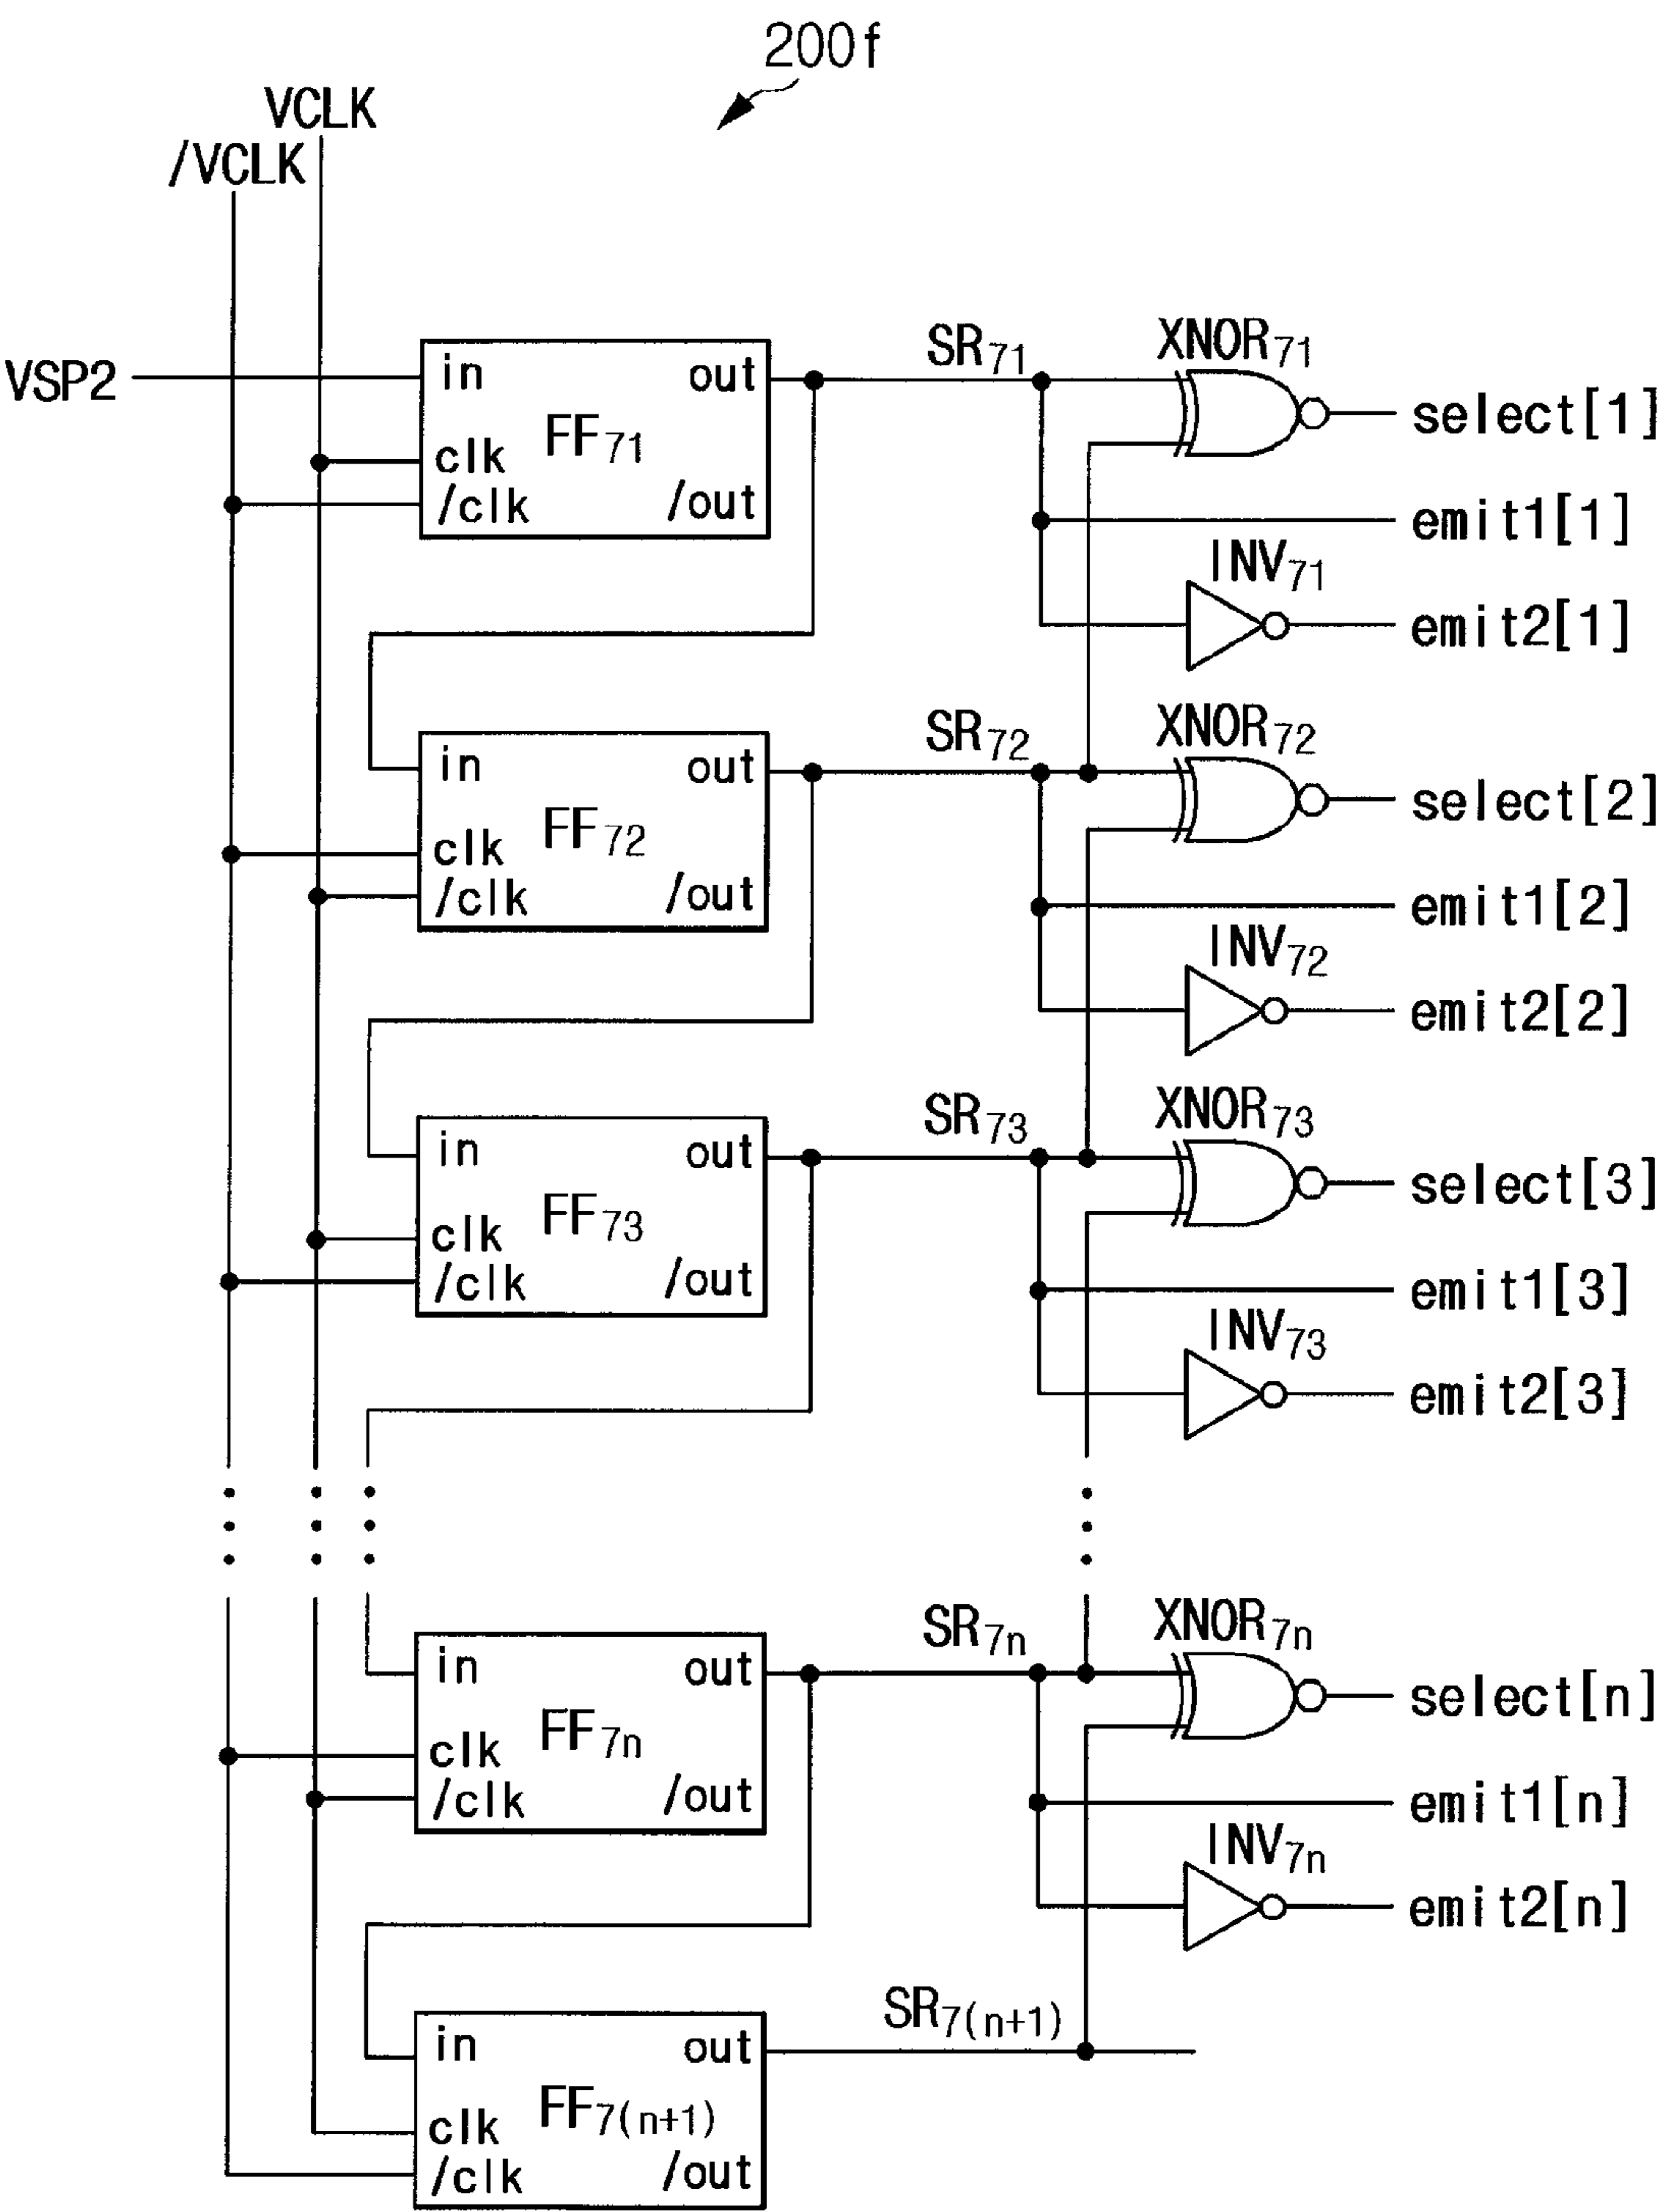 200f
VCLK
/VCLK
SR71
XNOR71
VSP2
in
out
select[1]
FF71
clk
/clk
/out
emit1[1]
INV71
emit2[1]
SR72
XNOR72
in
out
select[2]
FF72
clk
/clk
/out
emit1[2]
INV72
emit2[2]
SR73
XNOR73
in
out
select[3]
FF73
clk
/clk
/out
emit1[3]
INV73
emit2[3]
SR7n
XNOR7n
in
out
select[n]
FF7n
clk
/clk
/out
emit1[n]
INV7n
emit2[n]
SR7(n+1)
in
out
FF7(n+1)
clk
/clk
/out